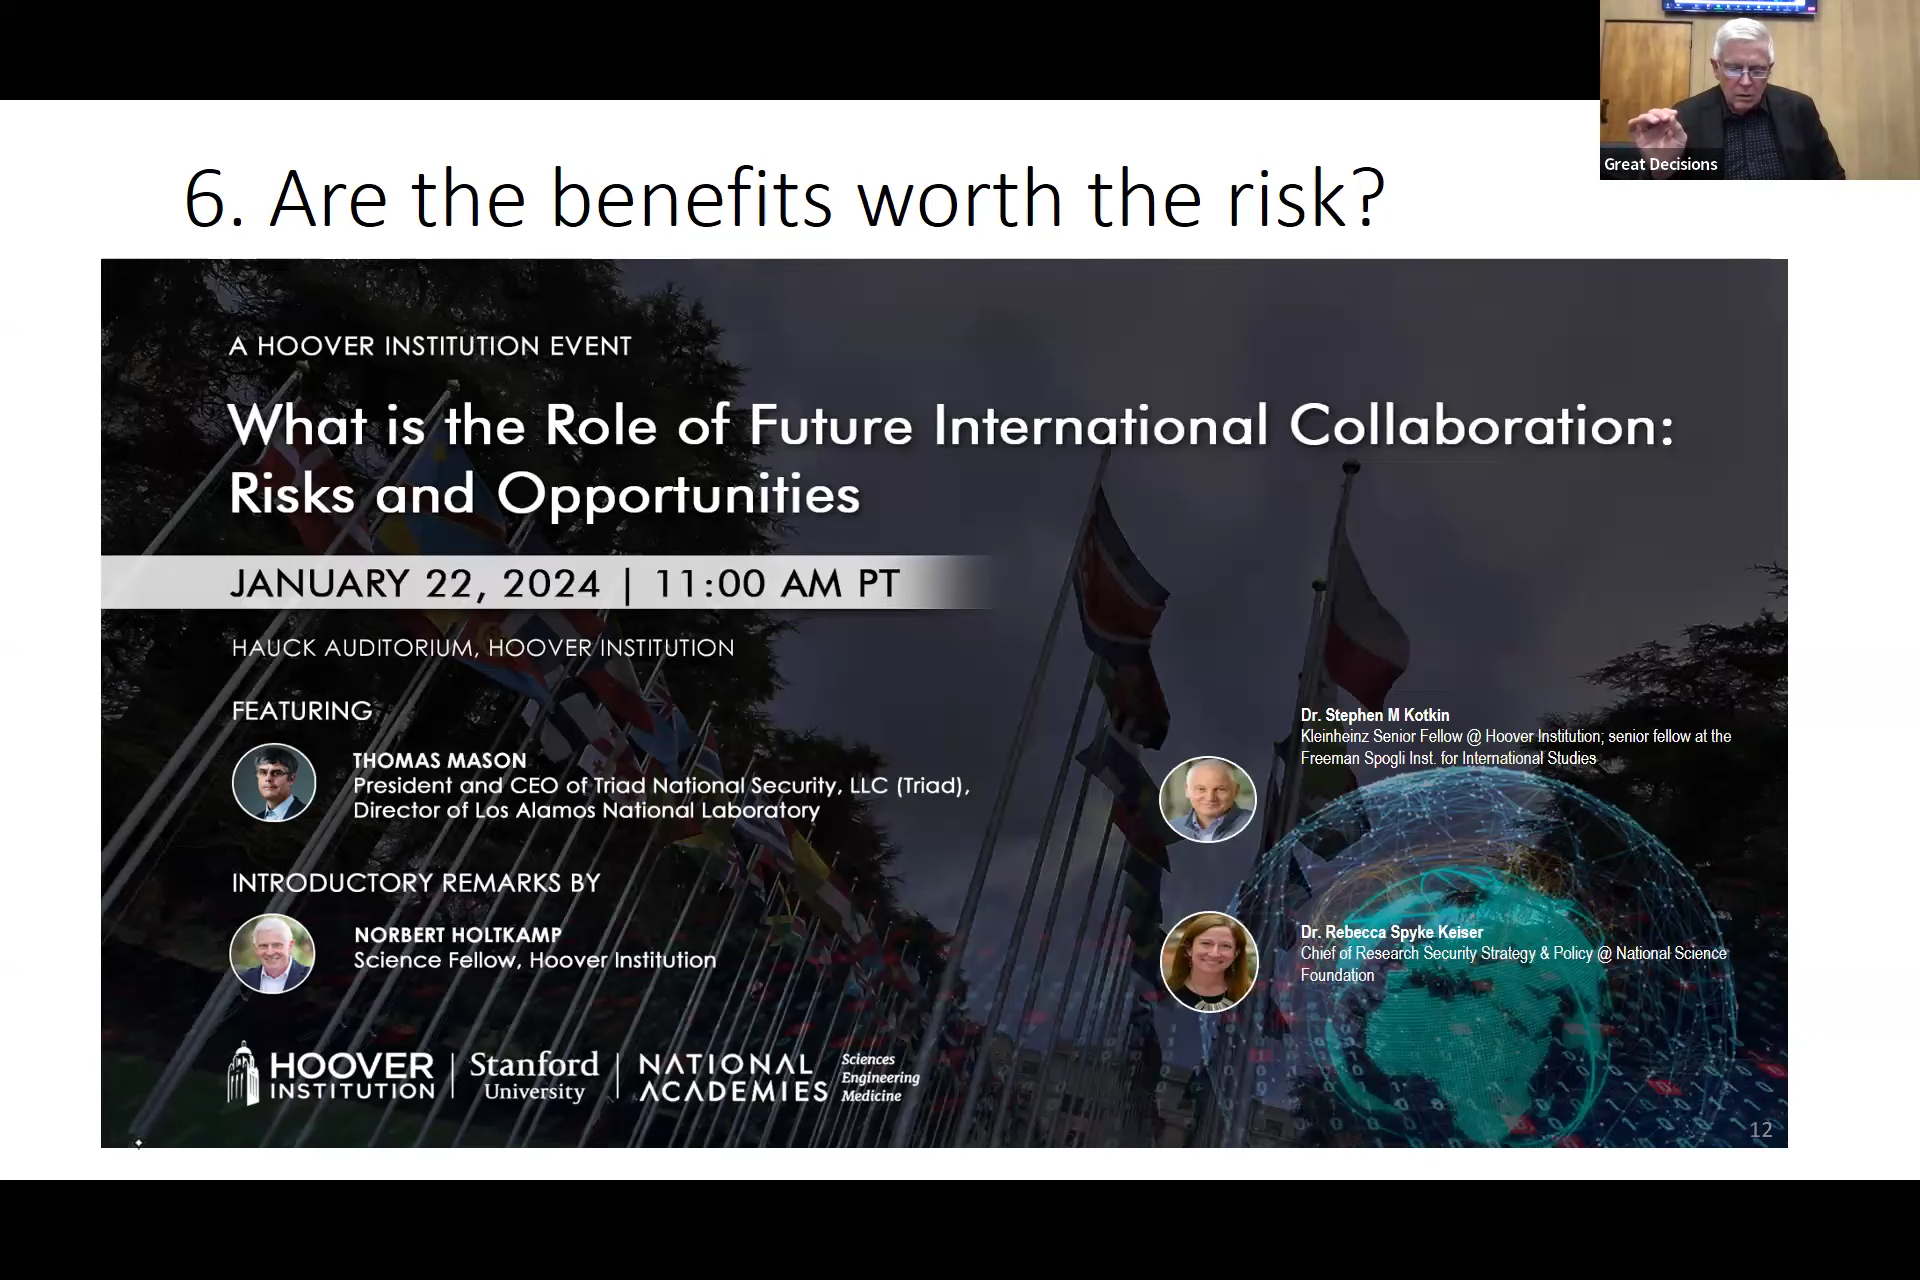 6. Are the benefits worth the risk?
Great Decisions
A HOOVER INSTITUTION EVENT
What is the Role of Future International Collaboration:
Risks and Opportunities
JANUARY 22, 2024 | 11:00 AM PT
HAUCK AUDITORIUM, HOOVER INSTITUTION
FEATURING
THOMAS MASON
President and CEO of Triad National Security, LLC (Triad),
Director of Los Alamos National Laboratory
INTRODUCTORY REMARKS BY
NORBERT HOLTKAMP
Science Fellow, Hoover Institution
Dr. Stephen M Kotkin
Kleinheinz Senior Fellow @ Hoover Institution; senior fellow at the
Freeman Spogli Inst. for International Studies
Dr. Rebecca Spyke Keiser
Chief of Research Security Strategy & Policy @ National Science
Foundation
HOOVER
INSTITUTION
Stanford
University
NATIONAL
ACADEMIES
Sciences
Engineering
Medicine
12